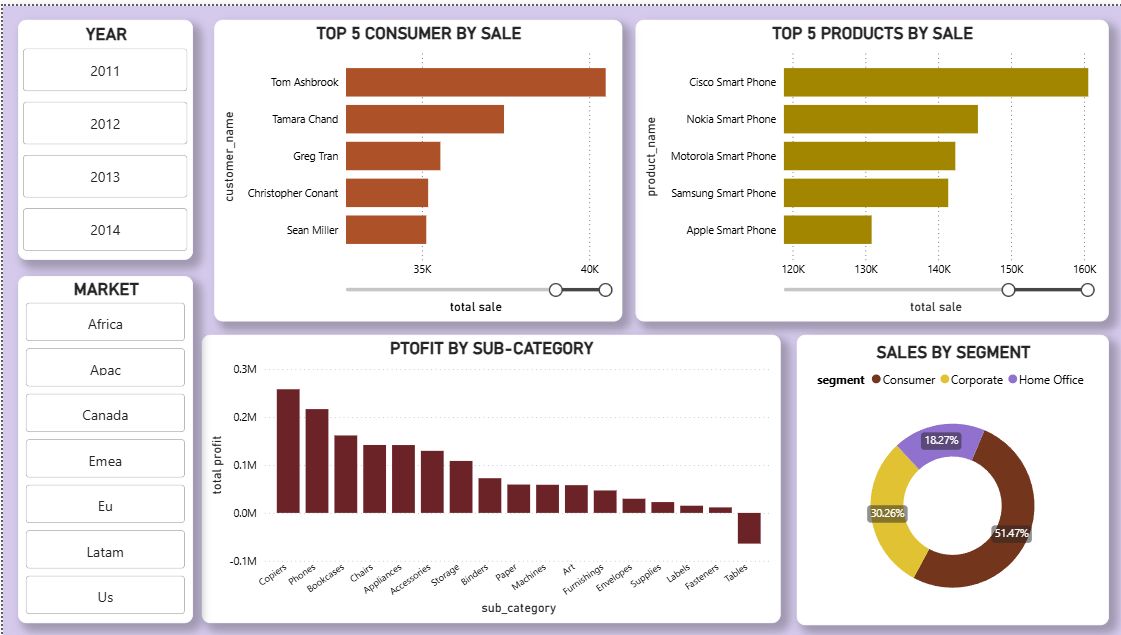 YEAR
2011
2012
2013
2014
MARKET
Africa
Apac
Canada
Emea
Eu
Latam
Us
TOP 5 CONSUMER BY SALE
customer_name
Tom Ashbrook
Tamara Chand
Greg Tran
Christopher Conant
Sean Miller
35K 40K
total sale
TOP 5 PRODUCTS BY SALE
product_name
Cisco Smart Phone
Nokia Smart Phone
Motorola Smart Phone
Samsung Smart Phone
Apple Smart Phone
120K 130K 140K 150K 160K
total sale
PTOFIT BY SUB-CATEGORY
total profit
0.3M
0.2M
0.1M
0.0M
-0.1M
Copiers Phones Bookcases Chairs Appliances Accessories Storage Binders Paper Machines Art Furnishings Envelopes Supplies Labels Fasteners Tables
sub_category
SALES BY SEGMENT
segment Consumer Corporate Home Office
18.27%
30.26%
51.47%